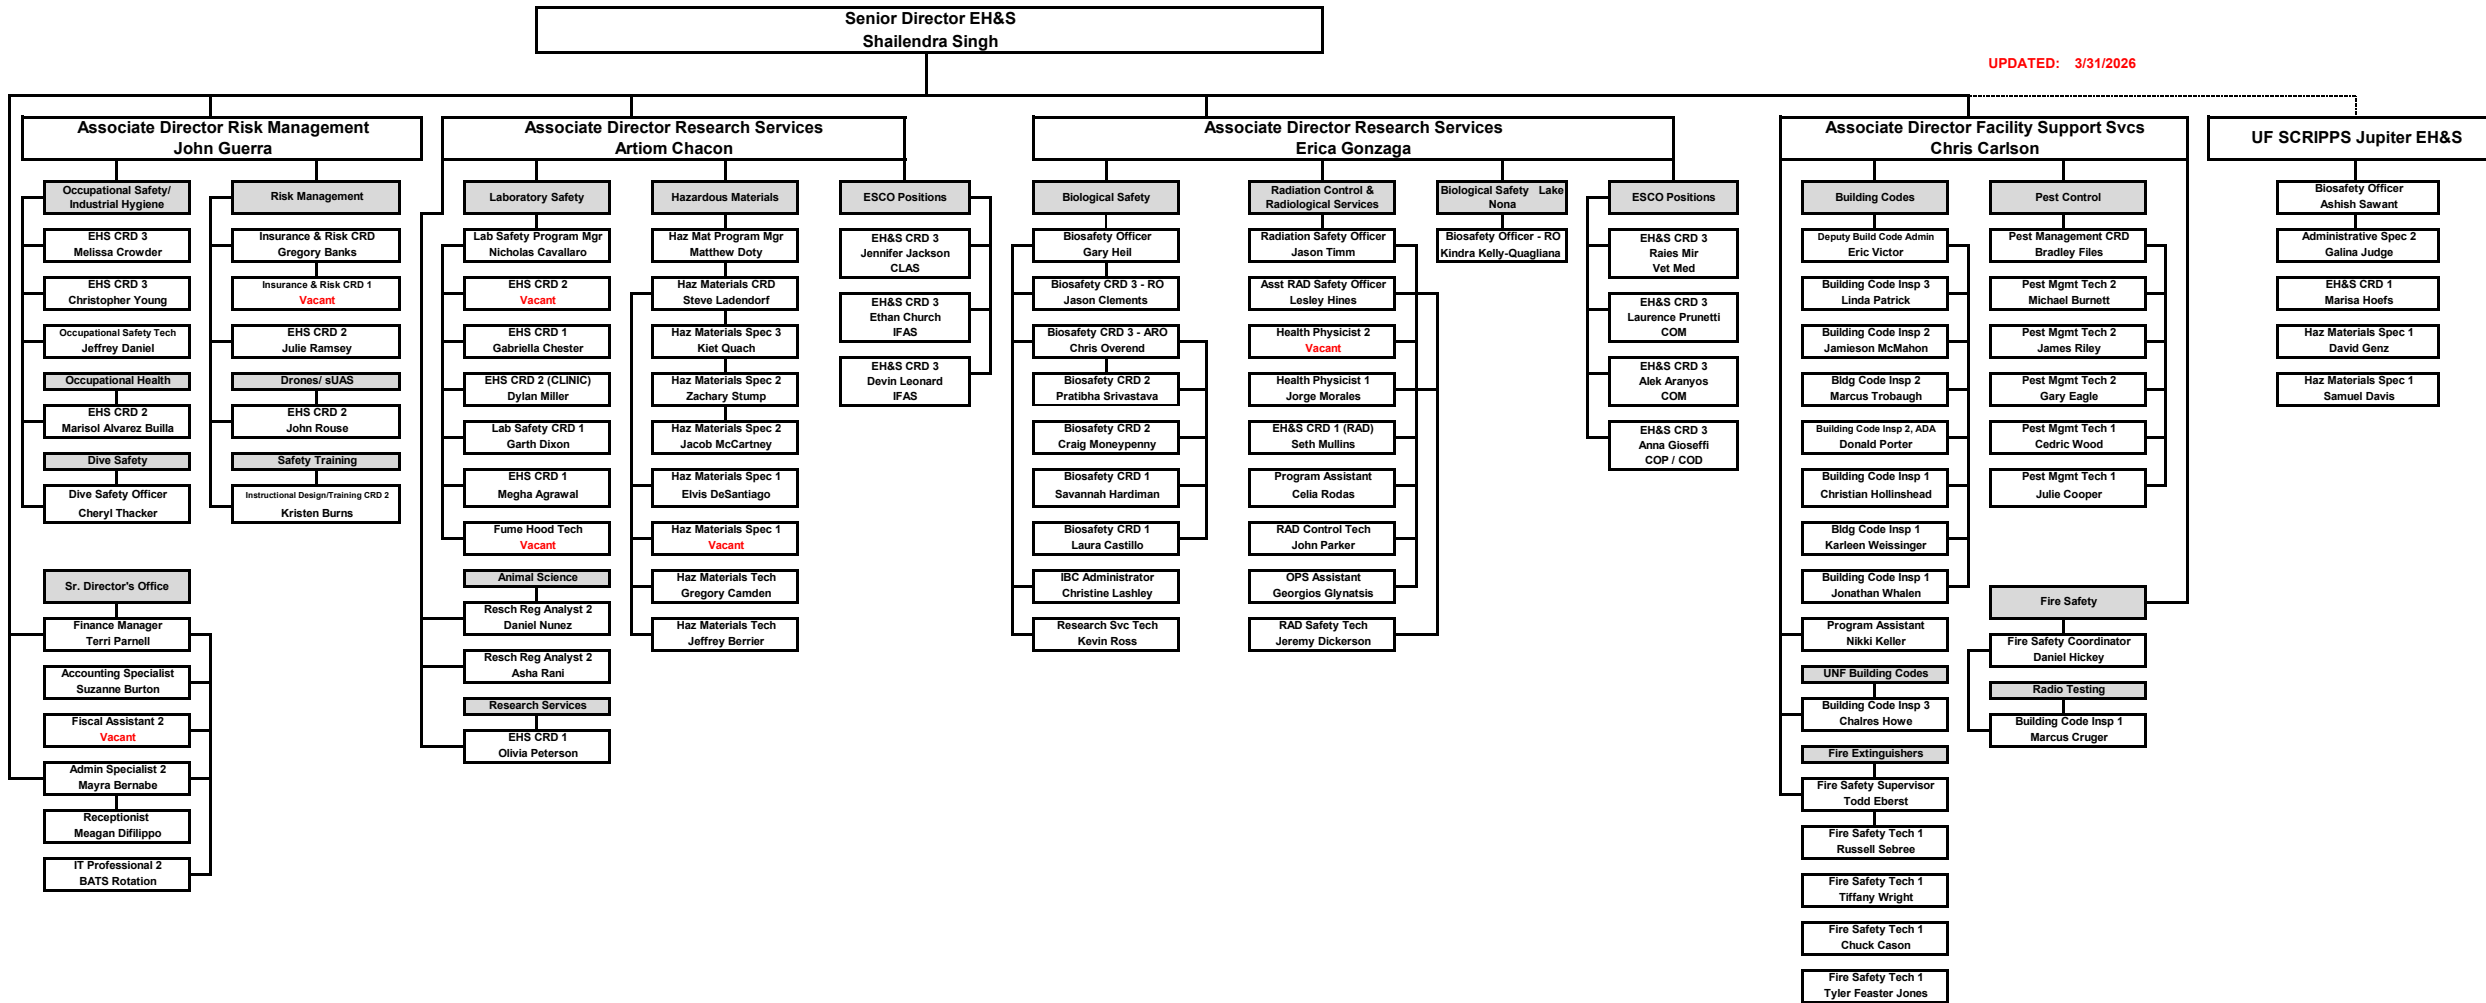 Senior Director EH&S
Shailendra Singh
UPDATED: 3/31/2026
Associate Director Risk Management
John Guerra
Occupational Safety/
Industrial Hygiene
EHS CRD 3
Melissa Crowder
EHS CRD 3
Christopher Young
Occupational Safety Tech
Jeffrey Daniel
Occupational Health
EHS CRD 2
Marisol Alvarez Builla
Dive Safety
Dive Safety Officer
Cheryl Thacker
Risk Management
Insurance & Risk CRD
Gregory Banks
Insurance & Risk CRD 1
Vacant
EHS CRD 2
Julie Ramsey
Drones/ sUAS
EHS CRD 2
John Rouse
Safety Training
Instructional Design/Training CRD 2
Kristen Burns
Sr. Director's Office
Finance Manager
Terri Parnell
Accounting Specialist
Suzanne Burton
Fiscal Assistant 2
Vacant
Admin Specialist 2
Mayra Bernabe
Receptionist
Meagan Difilippo
IT Professional 2
BATS Rotation
Associate Director Research Services
Artiom Chacon
Laboratory Safety
Lab Safety Program Mgr
Nicholas Cavallaro
EHS CRD 2
Vacant
EHS CRD 1
Gabriella Chester
EHS CRD 2 (CLINIC)
Dylan Miller
Lab Safety CRD 1
Garth Dixon
EHS CRD 1
Megha Agrawal
Fume Hood Tech
Vacant
Animal Science
Resch Reg Analyst 2
Daniel Nunez
Resch Reg Analyst 2
Asha Rani
Research Services
EHS CRD 1
Olivia Peterson
Hazardous Materials
Haz Mat Program Mgr
Matthew Doty
Haz Materials CRD
Steve Ladendorf
Haz Materials Spec 3
Kiet Quach
Haz Materials Spec 2
Zachary Stump
Haz Materials Spec 2
Jacob McCartney
Haz Materials Spec 1
Elvis DeSantiago
Haz Materials Spec 1
Vacant
Haz Materials Tech
Gregory Camden
Haz Materials Tech
Jeffrey Berrier
ESCO Positions
EH&S CRD 3
Jennifer Jackson
CLAS
EH&S CRD 3
Ethan Church
IFAS
EH&S CRD 3
Devin Leonard
IFAS
Associate Director Research Services
Erica Gonzaga
Biological Safety
Biosafety Officer
Gary Heil
Biosafety CRD 3 - RO
Jason Clements
Biosafety CRD 3 - ARO
Chris Overend
Biosafety CRD 2
Pratibha Srivastava
Biosafety CRD 2
Craig Moneypenny
Biosafety CRD 1
Savannah Hardiman
Biosafety CRD 1
Laura Castillo
IBC Administrator
Christine Lashley
Research Svc Tech
Kevin Ross
Radiation Control &
Radiological Services
Radiation Safety Officer
Jason Timm
Asst RAD Safety Officer
Lesley Hines
Health Physicist 2
Vacant
Health Physicist 1
Jorge Morales
EH&S CRD 1 (RAD)
Seth Mullins
Program Assistant
Celia Rodas
RAD Control Tech
John Parker
OPS Assistant
Georgios Glynatsis
RAD Safety Tech
Jeremy Dickerson
Biological Safety Lake
Nona
Biosafety Officer - RO
Kindra Kelly-Quagliana
ESCO Positions
EH&S CRD 3
Raies Mir
Vet Med
EH&S CRD 3
Laurence Prunetti
COM
EH&S CRD 3
Alek Aranyos
COM
EH&S CRD 3
Anna Gioseffi
COP / COD
Associate Director Facility Support Svcs
Chris Carlson
Building Codes
Deputy Build Code Admin
Eric Victor
Building Code Insp 3
Linda Patrick
Building Code Insp 2
Jamieson McMahon
Bldg Code Insp 2
Marcus Trobaugh
Building Code Insp 2, ADA
Donald Porter
Building Code Insp 1
Christian Hollinshead
Bldg Code Insp 1
Karleen Weissinger
Building Code Insp 1
Jonathan Whalen
Program Assistant
Nikki Keller
UNF Building Codes
Building Code Insp 3
Chalres Howe
Fire Extinguishers
Fire Safety Supervisor
Todd Eberst
Fire Safety Tech 1
Russell Sebree
Fire Safety Tech 1
Tiffany Wright
Fire Safety Tech 1
Chuck Cason
Fire Safety Tech 1
Tyler Feaster Jones
Pest Control
Pest Management CRD
Bradley Files
Pest Mgmt Tech 2
Michael Burnett
Pest Mgmt Tech 2
James Riley
Pest Mgmt Tech 2
Gary Eagle
Pest Mgmt Tech 1
Cedric Wood
Pest Mgmt Tech 1
Julie Cooper
Fire Safety
Fire Safety Coordinator
Daniel Hickey
Radio Testing
Building Code Insp 1
Marcus Cruger
UF SCRIPPS Jupiter EH&S
Biosafety Officer
Ashish Sawant
Administrative Spec 2
Galina Judge
EH&S CRD 1
Marisa Hoefs
Haz Materials Spec 1
David Genz
Haz Materials Spec 1
Samuel Davis